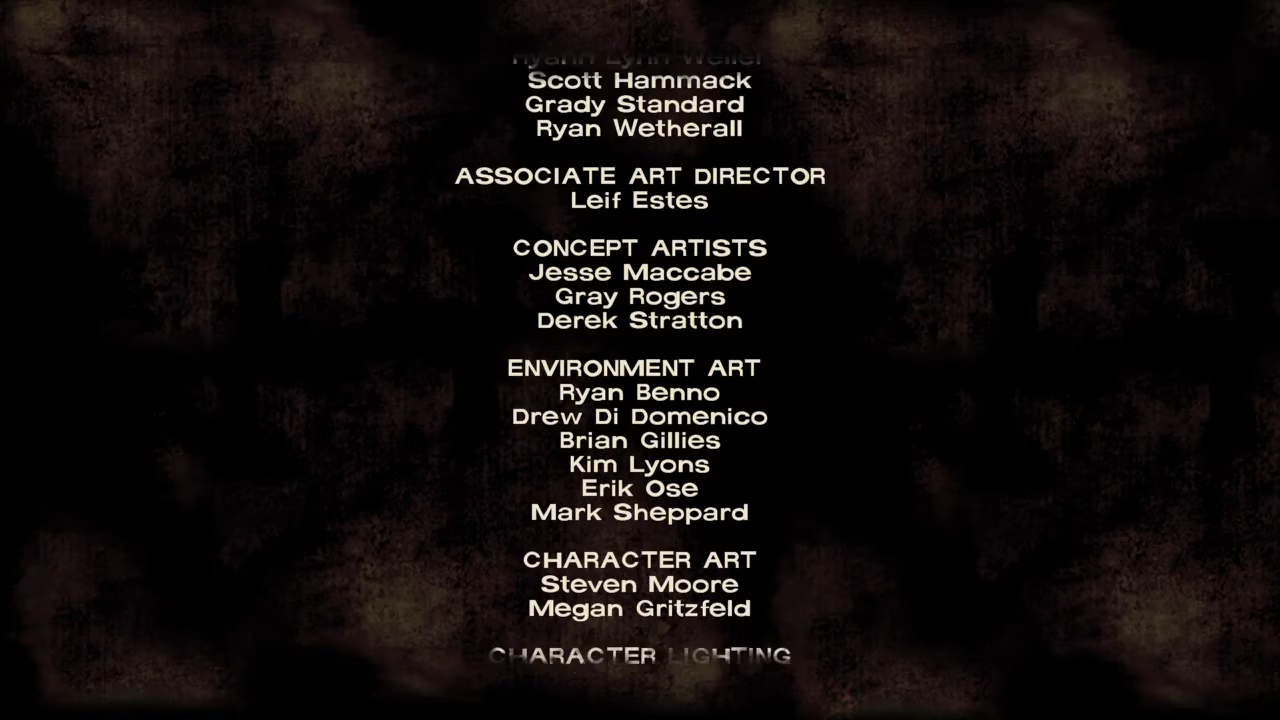 Scott Hammack
Grady Standard
Ryan Wetherall
ASSOCIATE ART DIRECTOR
Leif Estes
CONCEPT ARTISTS
Jesse Maccabe
Gray Rogers
Derek Stratton
ENVIRONMENT ART
Ryan Benno
Drew Di Domenico
Brian Gillies
Kim Lyons
Erik Ose
Mark Sheppard
CHARACTER ART
Steven Moore
Megan Gritzfeld
CHARACTER LIGHTING